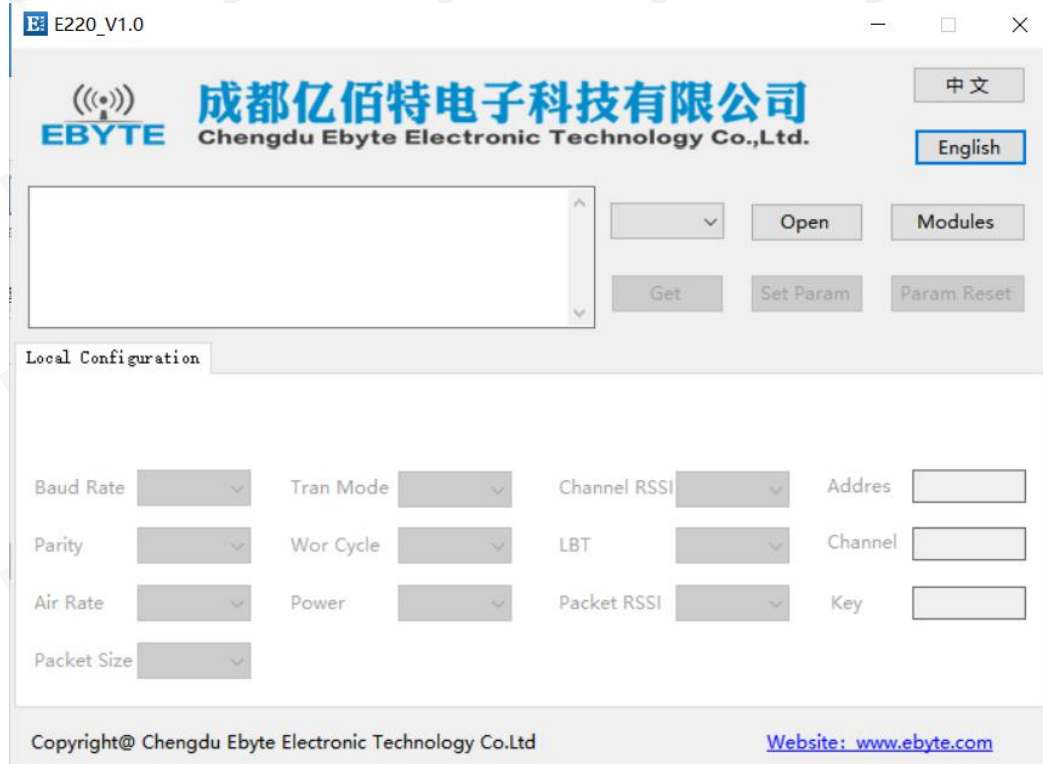 E220_V1.0
EBYTE
成都亿佰特电子科技有限公司
Chengdu Ebyte Electronic Technology Co.,Ltd.
中文
English
Open
Modules
Get
Set Param
Param Reset
Local Configuration
Baud Rate
Tran Mode
Channel RSSI
Addres
Parity
Wor Cycle
LBT
Channel
Air Rate
Power
Packet RSSI
Key
Packet Size
Copyright@ Chengdu Ebyte Electronic Technology Co.Ltd
Website: www.ebyte.com